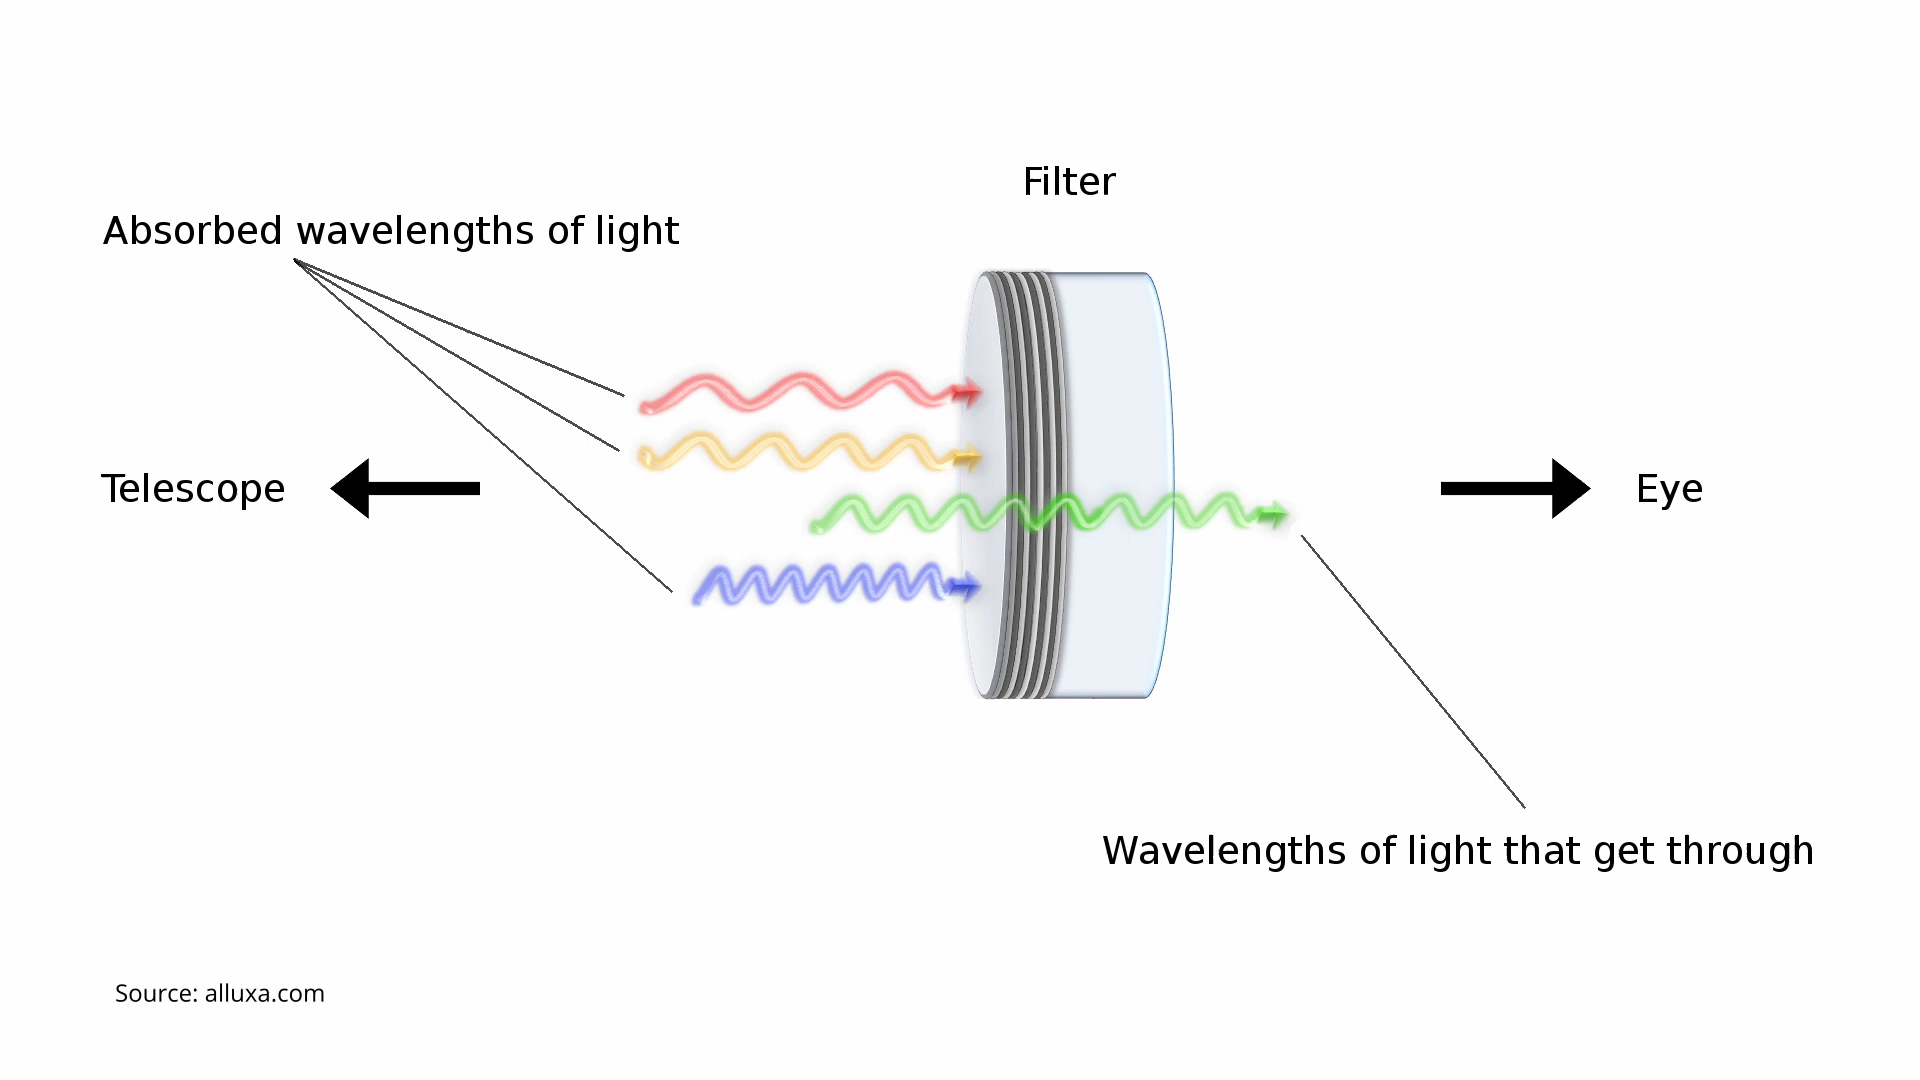 Filter
Absorbed wavelengths of light
Telescope
Eye
Wavelengths of light that get through
Source: alluxa.com